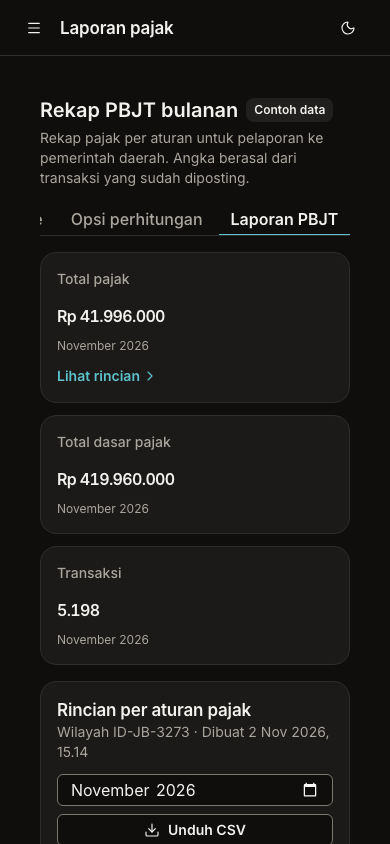 Laporan pajak
Rekap PBJT bulanan Contoh data
Rekap pajak per aturan untuk pelaporan ke
pemerintah daerah. Angka berasal dari
transaksi yang sudah diposting.
Opsi perhitungan Laporan PBJT
Total pajak
Rp 41.996.000
November 2026
Lihat rincian
Total dasar pajak
Rp 419.960.000
November 2026
Transaksi
5.198
November 2026
Rincian per aturan pajak
Wilayah ID-JB-3273 · Dibuat 2 Nov 2026,
15.14
November 2026
Unduh CSV